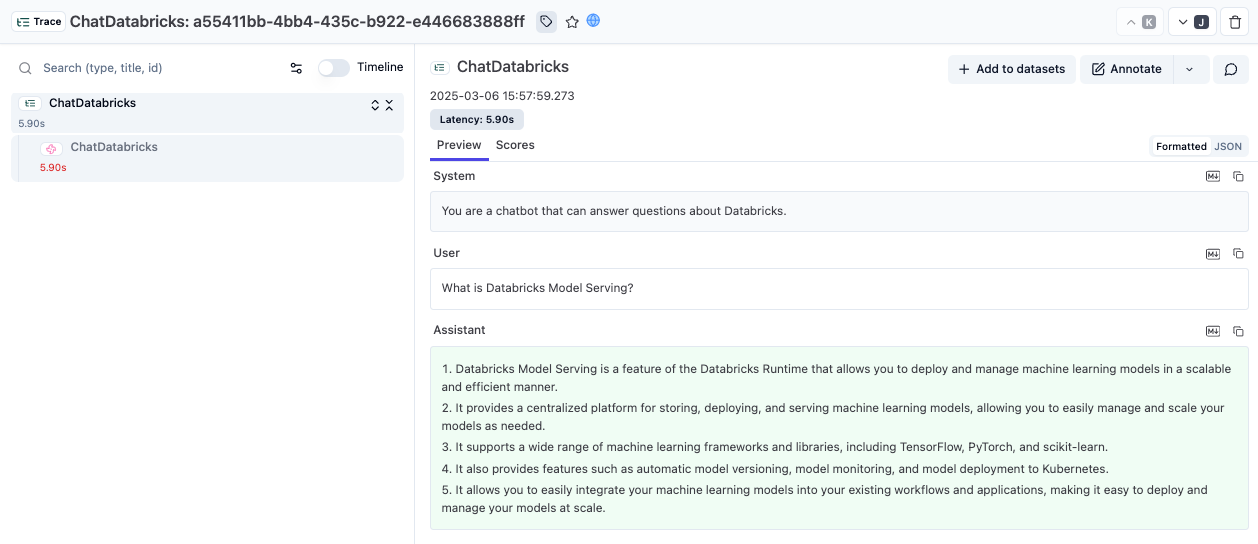 Trace ChatDatabricks: a55411bb-4bb4-435c-b922-e446683888ff
K
J
Search (type, title, id)
Timeline
ChatDatabricks
5.90s
ChatDatabricks
5.90s
ChatDatabricks
Add to datasets
Annotate
2025-03-06 15:57:59.273
Latency: 5.90s
Preview Scores
Formatted JSON
System
M↓
You are a chatbot that can answer questions about Databricks.
User
M↓
What is Databricks Model Serving?
Assistant
M↓
1. Databricks Model Serving is a feature of the Databricks Runtime that allows you to deploy and manage machine learning models in a scalable
and efficient manner.
2. It provides a centralized platform for storing, deploying, and serving machine learning models, allowing you to easily manage and scale your
models as needed.
3. It supports a wide range of machine learning frameworks and libraries, including TensorFlow, PyTorch, and scikit-learn.
4. It also provides features such as automatic model versioning, model monitoring, and model deployment to Kubernetes.
5. It allows you to easily integrate your machine learning models into your existing workflows and applications, making it easy to deploy and
manage your models at scale.